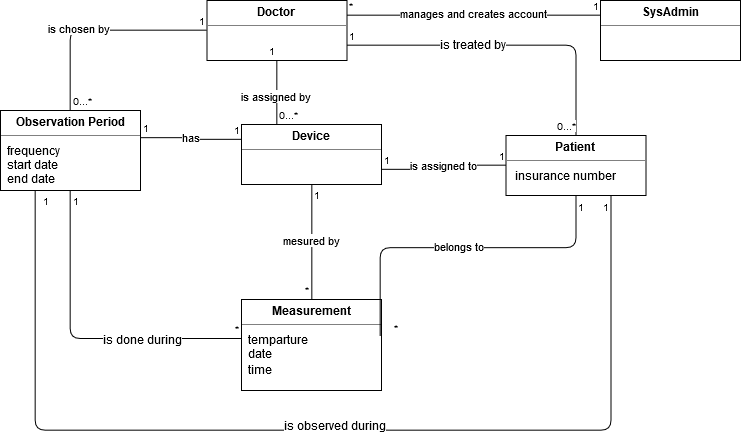 Doctor
*
manages and creates account
1
SysAdmin
is chosen by
1
1
is treated by
1
is assigned by
0...*
0...*
0...*
Observation Period
frequency
start date
end date
1
has
1
Device
1
is assigned to
1
Patient
insurance number
1
1
1
1
1
mesured by
belongs to
*
*
*
Measurement
temparture
date
time
is done during
is observed during